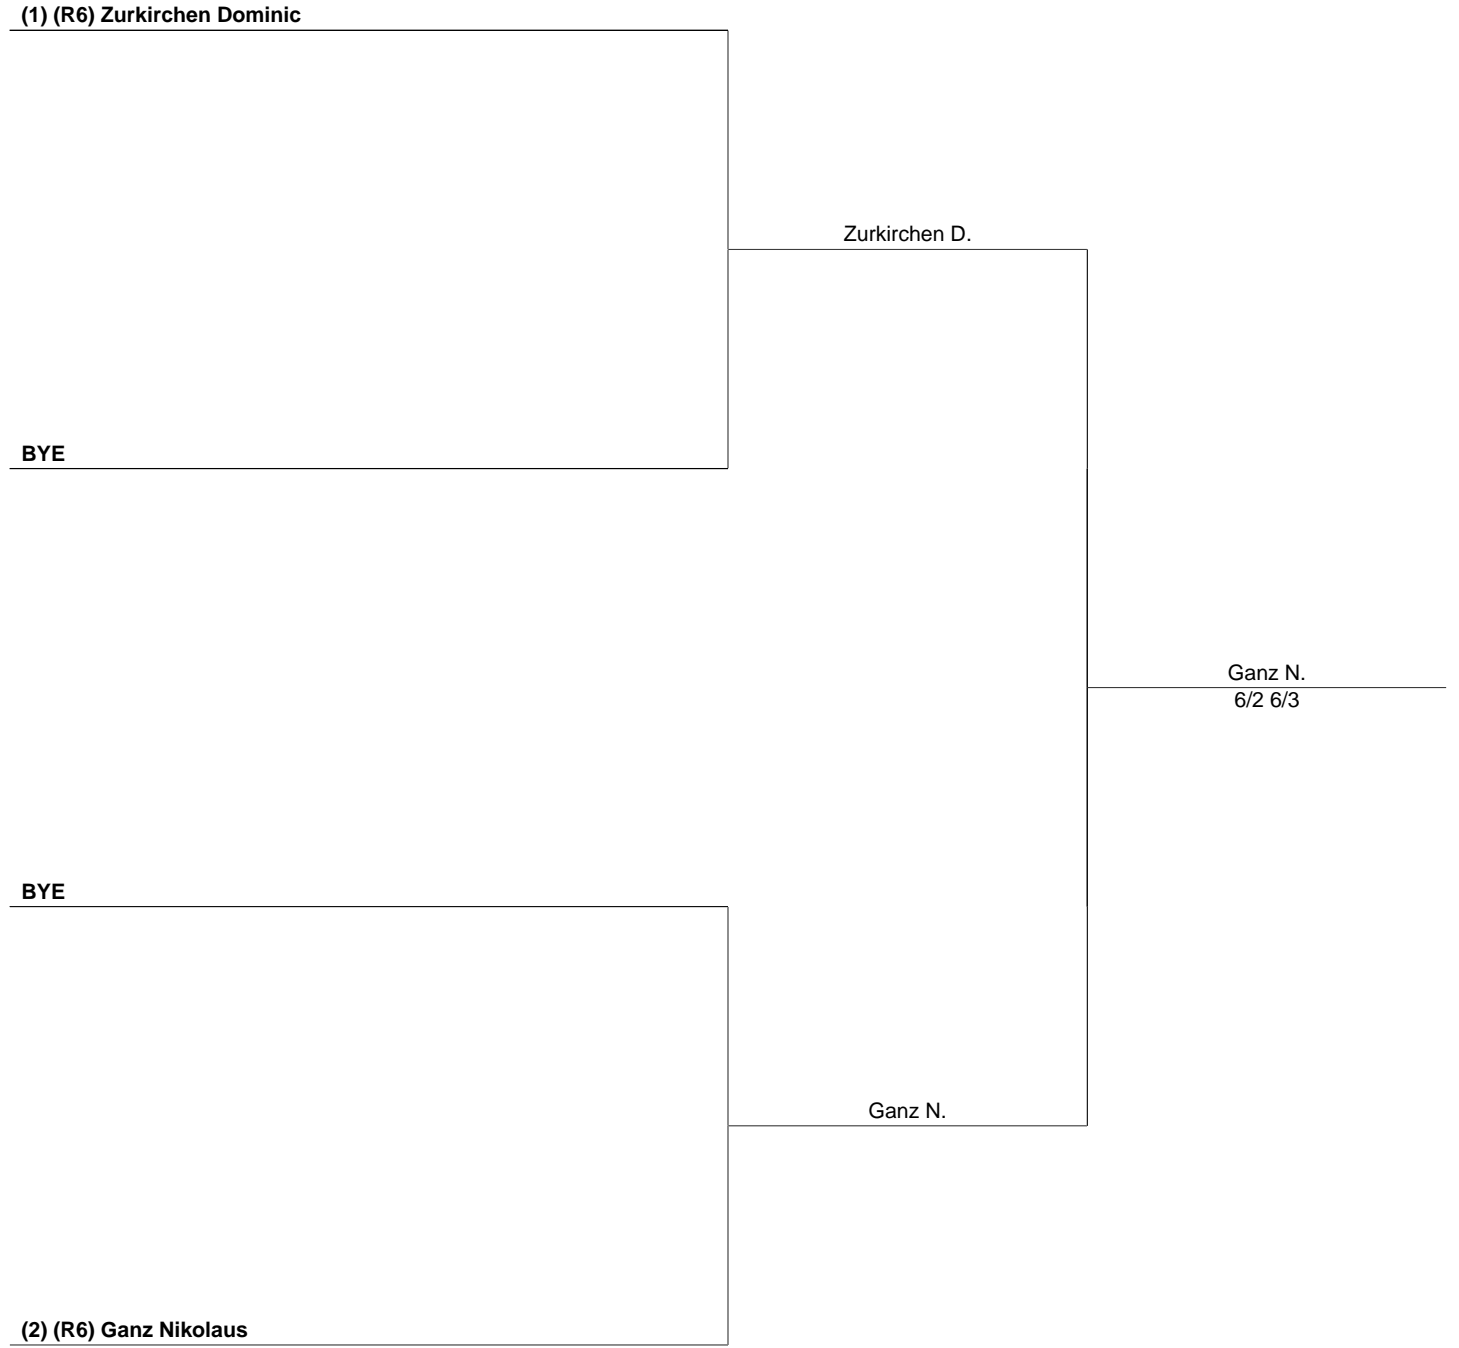 (1) (R6) Zurkirchen Dominic
Zurkirchen D.
BYE
Ganz N.
6/2 6/3
BYE
Ganz N.
(2) (R6) Ganz Nikolaus